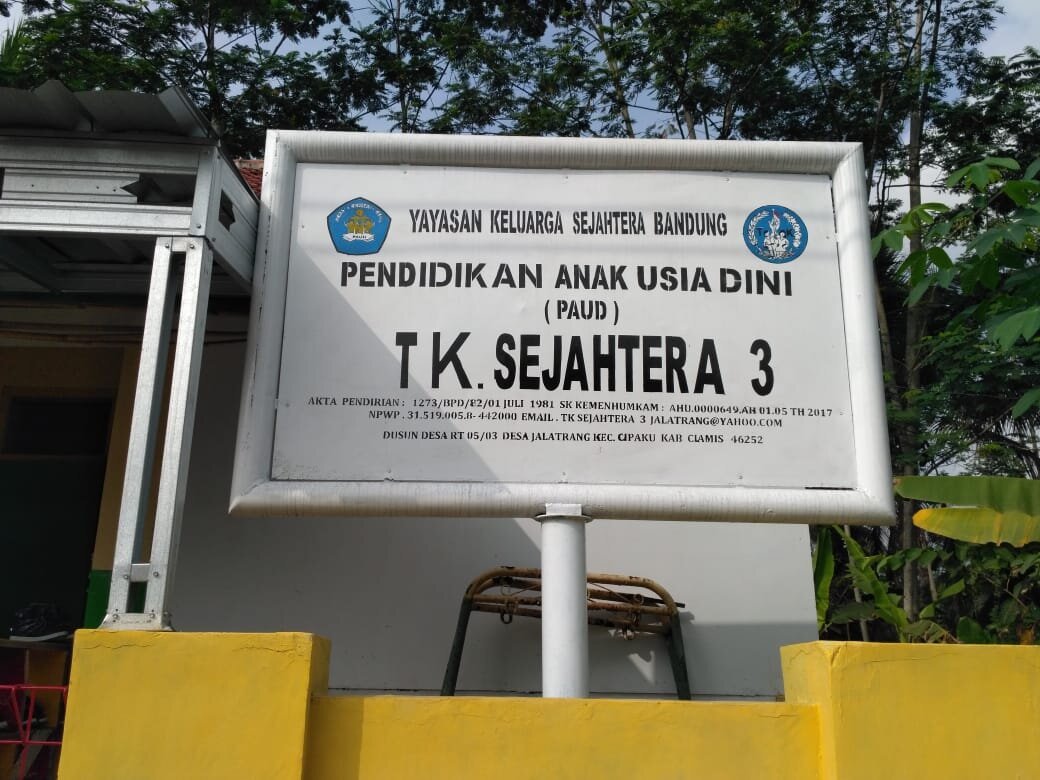 YAYASAN KELUARGA SEJAHTERA BANDUNG
PENDIDIKAN ANAK USIA DINI
( PAUD )
TK. SEJAHTERA 3
AKTA PENDIRIAN : 1273/BPD/82/01 JULI 1981 SK KEMENHUMKAM : AHU.0000649.AH 01.05 TH 2017
NPWP . 31.519.005.8-442000 EMAIL . TK SEJAHTERA 3 JALATRANG@YAHOO.COM
DUSUN DESA RT 05/03 DESA JALATRANG KEC. CIPAKU KAB CIAMIS 46252